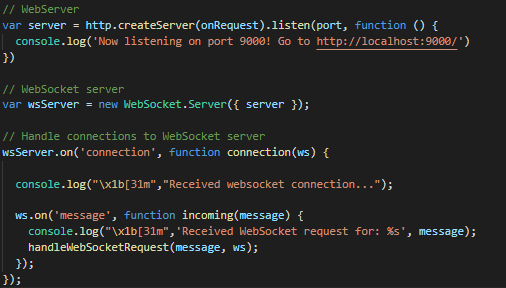 // WebServer
var server = http.createServer(onRequest).listen(port, function () {
  console.log('Now listening on port 9000! Go to http://localhost:9000/')
})

// WebSocket server
var wsServer = new WebSocket.Server({ server });

// Handle connections to WebSocket server
wsServer.on('connection', function connection(ws) {

  console.log("\x1b[31m","Received websocket connection...");

  ws.on('message', function incoming(message) {
    console.log("\x1b[31m",'Received WebSocket request for: %s', message);
    handleWebSocketRequest(message, ws);
  });
});